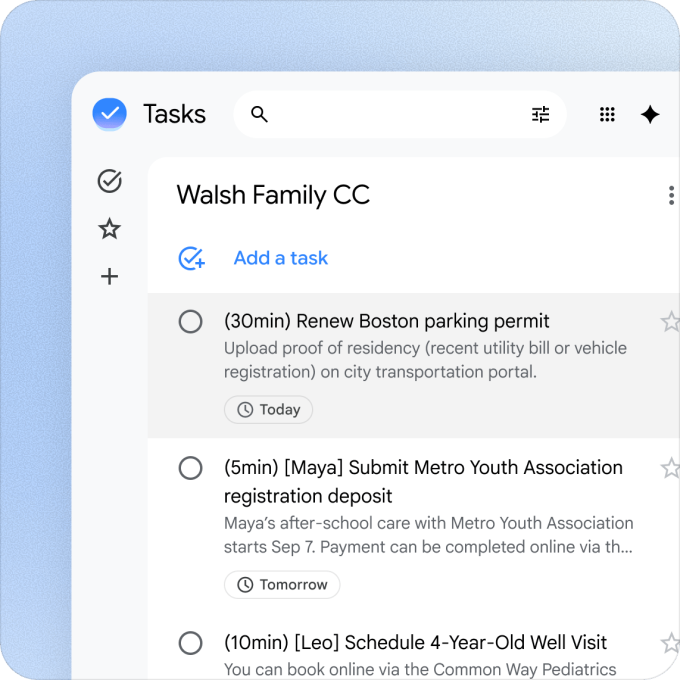 Tasks
Walsh Family CC
Add a task
(30min) Renew Boston parking permit
Upload proof of residency (recent utility bill or vehicle
registration) on city transportation portal.
Today
(5min) [Maya] Submit Metro Youth Association
registration deposit
Maya’s after-school care with Metro Youth Association
starts Sep 7. Payment can be completed online via th...
Tomorrow
(10min) [Leo] Schedule 4-Year-Old Well Visit
You can book online via the Common Way Pediatrics